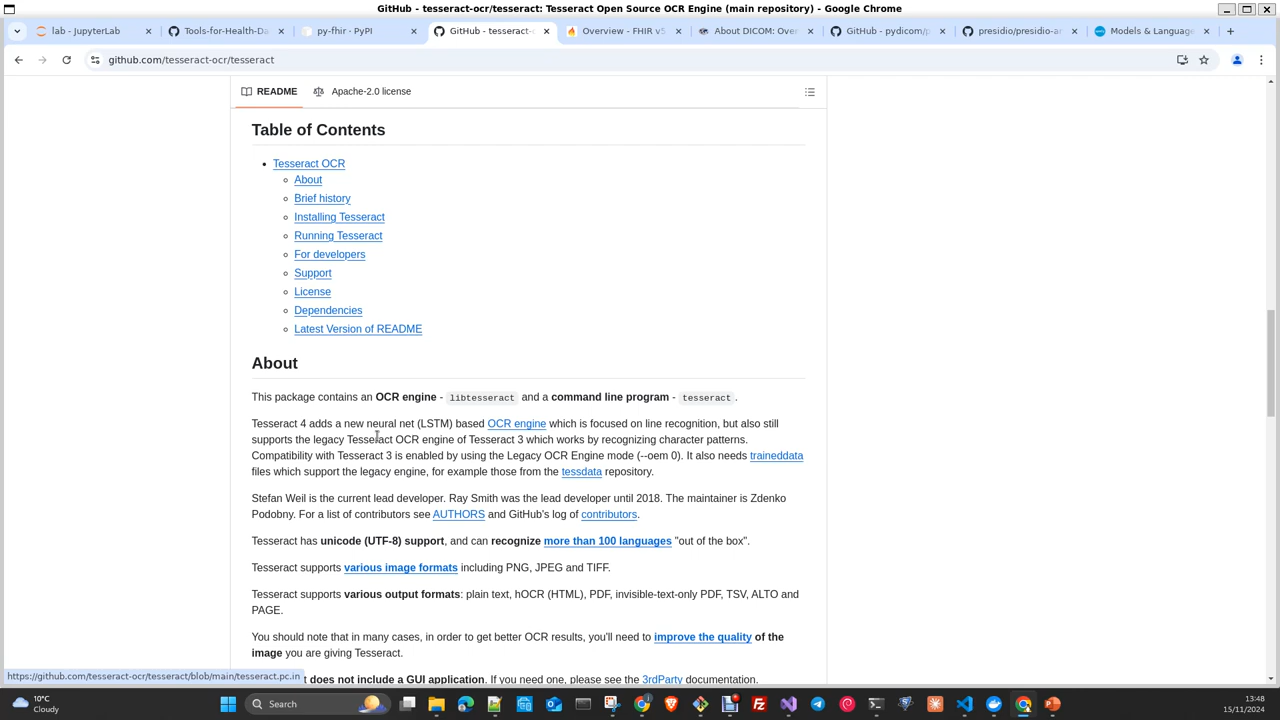 GitHub - tesseract-ocr/tesseract: Tesseract Open Source OCR Engine (main repository) - Google Chrome
lab - JupyterLab
Tools-for-Health-Da
py-fhir · PyPI
GitHub - tesseract-
Overview - FHIR v5
About DICOM: Over
GitHub - pydicom/p
presidio/presidio-ar
Models & Language
github.com/tesseract-ocr/tesseract
README
Apache-2.0 license
Table of Contents
Tesseract OCR
About
Brief history
Installing Tesseract
Running Tesseract
For developers
Support
License
Dependencies
Latest Version of README
About
This package contains an OCR engine - libtesseract and a command line program - tesseract.
Tesseract 4 adds a new neural net (LSTM) based OCR engine which is focused on line recognition, but also still
supports the legacy Tesseract OCR engine of Tesseract 3 which works by recognizing character patterns.
Compatibility with Tesseract 3 is enabled by using the Legacy OCR Engine mode (--oem 0). It also needs traineddata
files which support the legacy engine, for example those from the tessdata repository.
Stefan Weil is the current lead developer. Ray Smith was the lead developer until 2018. The maintainer is Zdenko
Podobny. For a list of contributors see AUTHORS and GitHub's log of contributors.
Tesseract has unicode (UTF-8) support, and can recognize more than 100 languages "out of the box".
Tesseract supports various image formats including PNG, JPEG and TIFF.
Tesseract supports various output formats: plain text, hOCR (HTML), PDF, invisible-text-only PDF, TSV, ALTO and
PAGE.
You should note that in many cases, in order to get better OCR results, you'll need to improve the quality of the
image you are giving Tesseract.
t does not include a GUI application. If you need one, please see the 3rdParty documentation.
https://github.com/tesseract-ocr/tesseract/blob/main/tesseract.pc.in
10°C
Cloudy
Search
13:48
15/11/2024